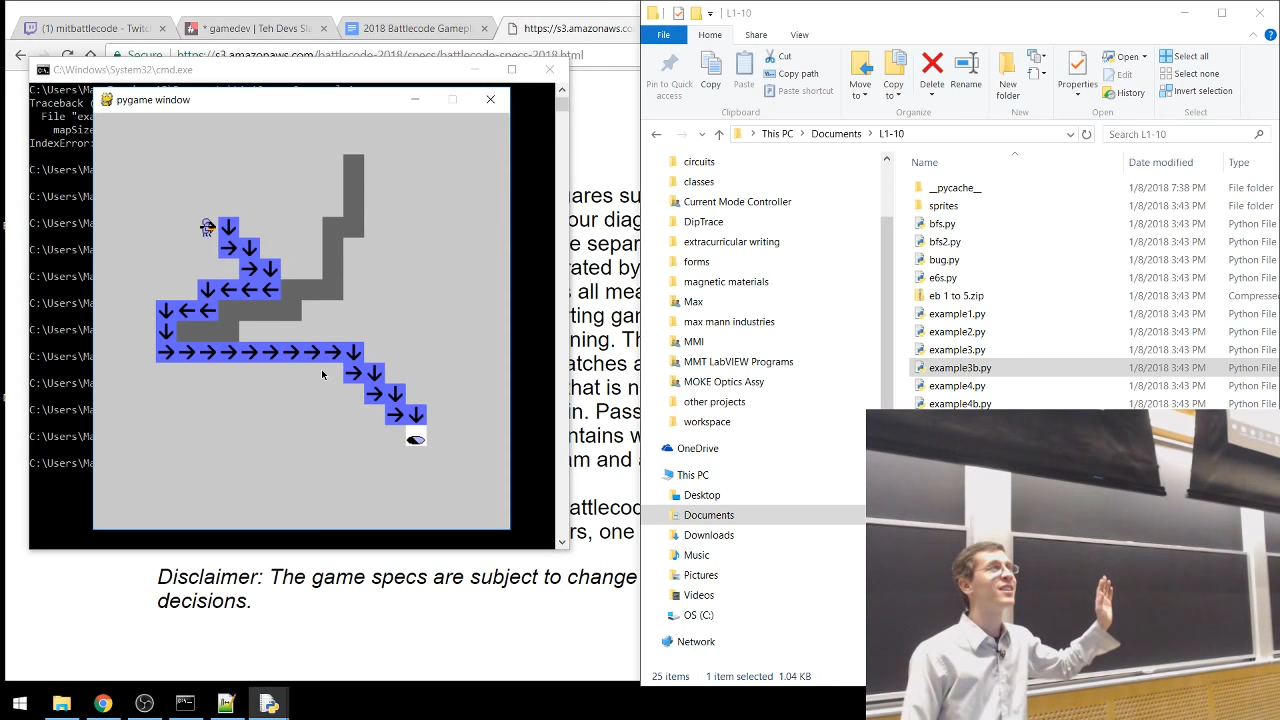 (1) mitbattlecode - Twitch
* gamedev | Teh Devs Sla
2018 Battlecode Gamepl
https://s3.amazonaws.co
Secure
https://s3.amazonaws.com/battlecode-2018/specs/battlecode-specs-2018.html
C:\Windows\System32\cmd.exe
C:\Users\Ma
Traceback (
File "exa
mapSize
IndexError:
C:\Users\Ma
C:\Users\Ma
C:\Users\Ma
C:\Users\Ma
C:\Users\Ma
C:\Users\Ma
C:\Users\Ma
C:\Users\Ma
C:\Users\Ma
C:\Users\Ma
C:\Users\Ma
C:\Users\Ma
pygame window
ares su
our diag
e separ
ated by
s all mea
rting gan
ning. Th
atches a
hat is n
in. Pass
ntains w
am and a
attlecod
rs, one
Disclaimer: The game specs are subject to change
decisions.
L1-10
File
Home
Share
View
Pin to Quick
access
Copy
Cut
Copy path
Paste shortcut
Clipboard
Move
to
Copy
to
Delete
Rename
Organize
New
folder
New
Properties
Open
Edit
History
Open
Select all
Select none
Invert selection
Select
This PC
Documents
L1-10
Search L1-10
circuits
classes
Current Mode Controller
DipTrace
extracurricular writing
forms
magnetic materials
Max
max mann industries
MMI
MMT LabVIEW Programs
MOKE Optics Assy
other projects
workspace
OneDrive
This PC
Desktop
Documents
Downloads
Music
Pictures
Videos
OS (C:)
Network
Name
Date modified
Type
__pycache__
1/8/2018 7:38 PM
File folder
sprites
1/8/2018 3:43 PM
File folder
bfs.py
1/8/2018 3:43 PM
Python File
bfs2.py
1/8/2018 3:43 PM
Python File
bug.py
1/8/2018 3:43 PM
Python File
e6s.py
1/8/2018 3:43 PM
Python File
eb 1 to 5.zip
1/8/2018 3:43 PM
Compresse
example1.py
1/8/2018 3:43 PM
Python File
example2.py
1/8/2018 3:43 PM
Python File
example3.py
1/8/2018 3:43 PM
Python File
example3b.py
1/8/2018 3:43 PM
Python File
example4.py
1/8/2018 3:43 PM
Python File
example4b.py
1/8/2018 3:43 PM
Python File
25 items
1 item selected 1.04 KB